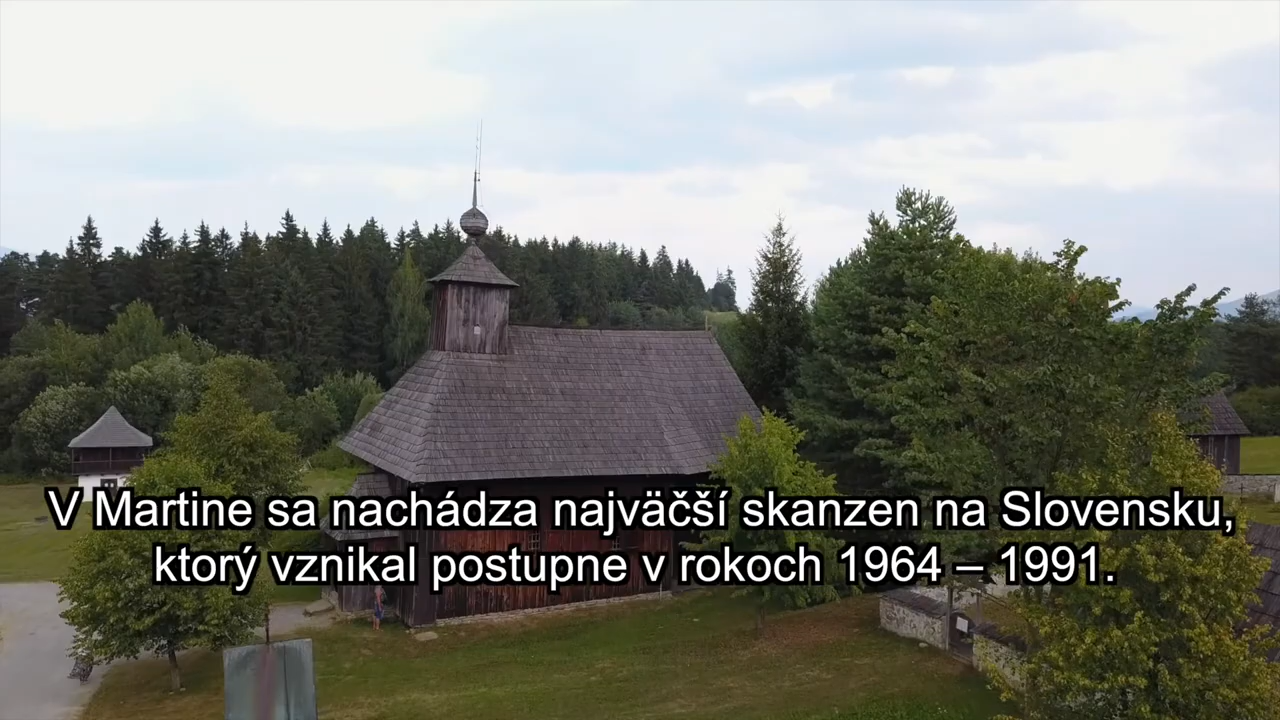 V Martine sa nachádza najväčší skanzen na Slovensku,
ktorý vznikal postupne v rokoch 1964 – 1991.